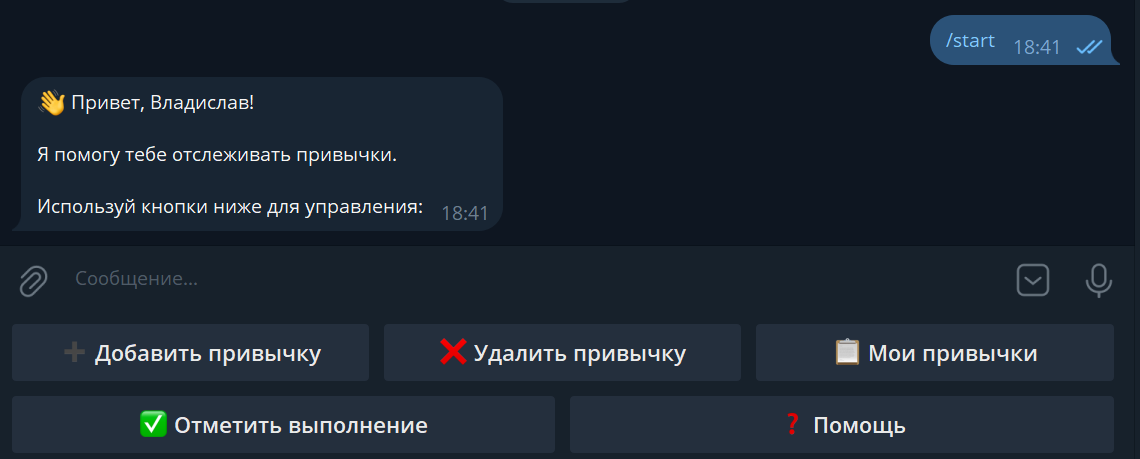 /start 18:41
👋 Привет, Владислав!
Я помогу тебе отслеживать привычки.
Используй кнопки ниже для управления: 18:41
Сообщение...
➕ Добавить привычку
❌ Удалить привычку
📋 Мои привычки
✅ Отметить выполнение
❓ Помощь